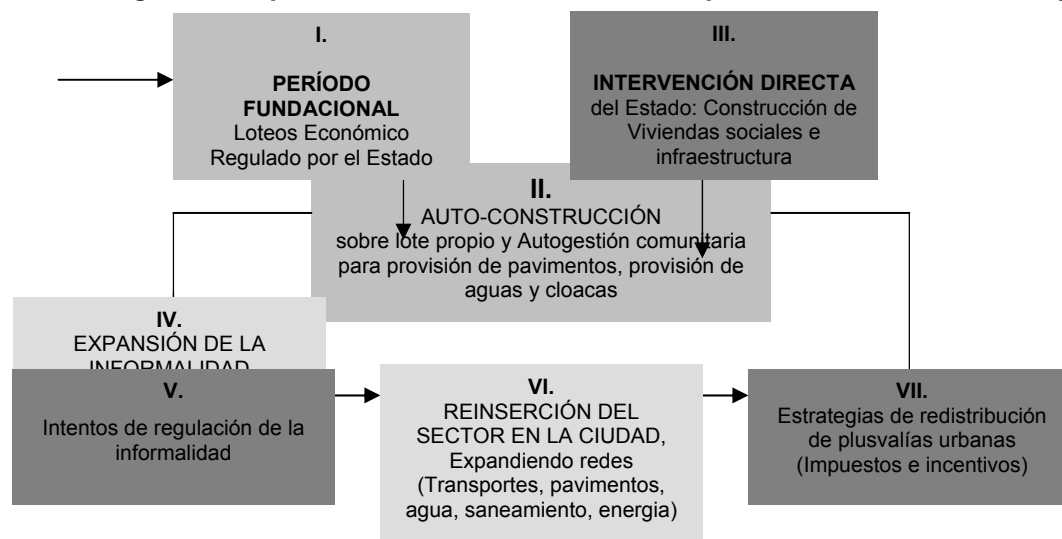 I.
PERÍODO
FUNDACIONAL
Loteos Económico
Regulado por el Estado
III.
INTERVENCIÓN DIRECTA
del Estado: Construcción de
Viviendas sociales e
infraestructura
II.
AUTO-CONSTRUCCIÓN
sobre lote propio y Autogestión comunitaria
para provisión de pavimentos, provisión de
aguas y cloacas
IV.
EXPANSIÓN DE LA
INFORMALIDAD
V.
Intentos de regulación de la
informalidad
VI.
REINSERCIÓN DEL
SECTOR EN LA CIUDAD,
Expandiendo redes
(Transportes, pavimentos,
agua, saneamiento, energia)
VII.
Estrategias de redistribución
de plusvalías urbanas
(Impuestos e incentivos)